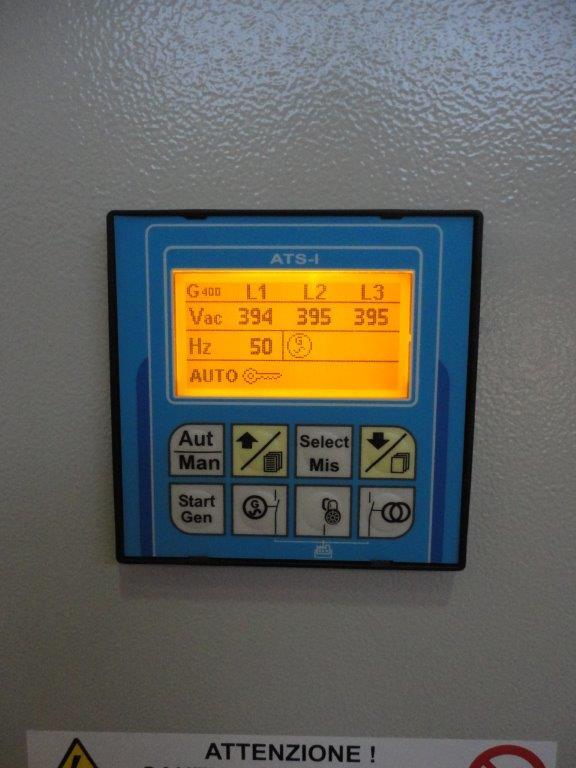 ATS-I
G400 L1 L2 L3
Vac 394 395 395
Hz 50 G
AUTO
Aut
Man
Select
Mis
Start
Gen
G
ATTENZIONE !